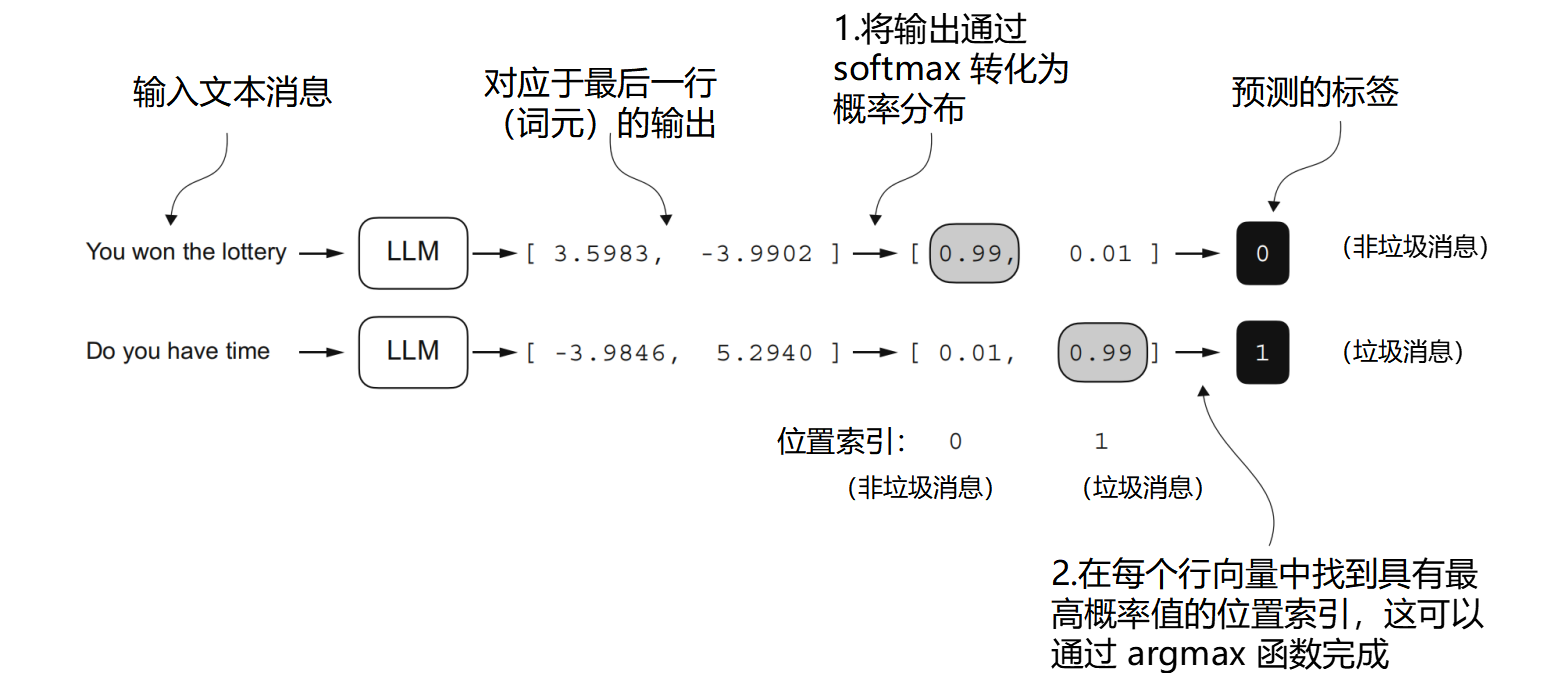 输入文本消息
对应于最后一行
（词元）的输出
1.将输出通过
softmax 转化为
概率分布
预测的标签
You won the lottery
LLM
[ 3.5983, -3.9902 ]
[ 0.99, 0.01 ]
0
（非垃圾消息）
Do you have time
LLM
[ -3.9846, 5.2940 ]
[ 0.01, 0.99 ]
1
（垃圾消息）
位置索引： 0 1
（非垃圾消息） （垃圾消息）
2.在每个行向量中找到具有最
高概率值的位置索引，这可以
通过 argmax 函数完成